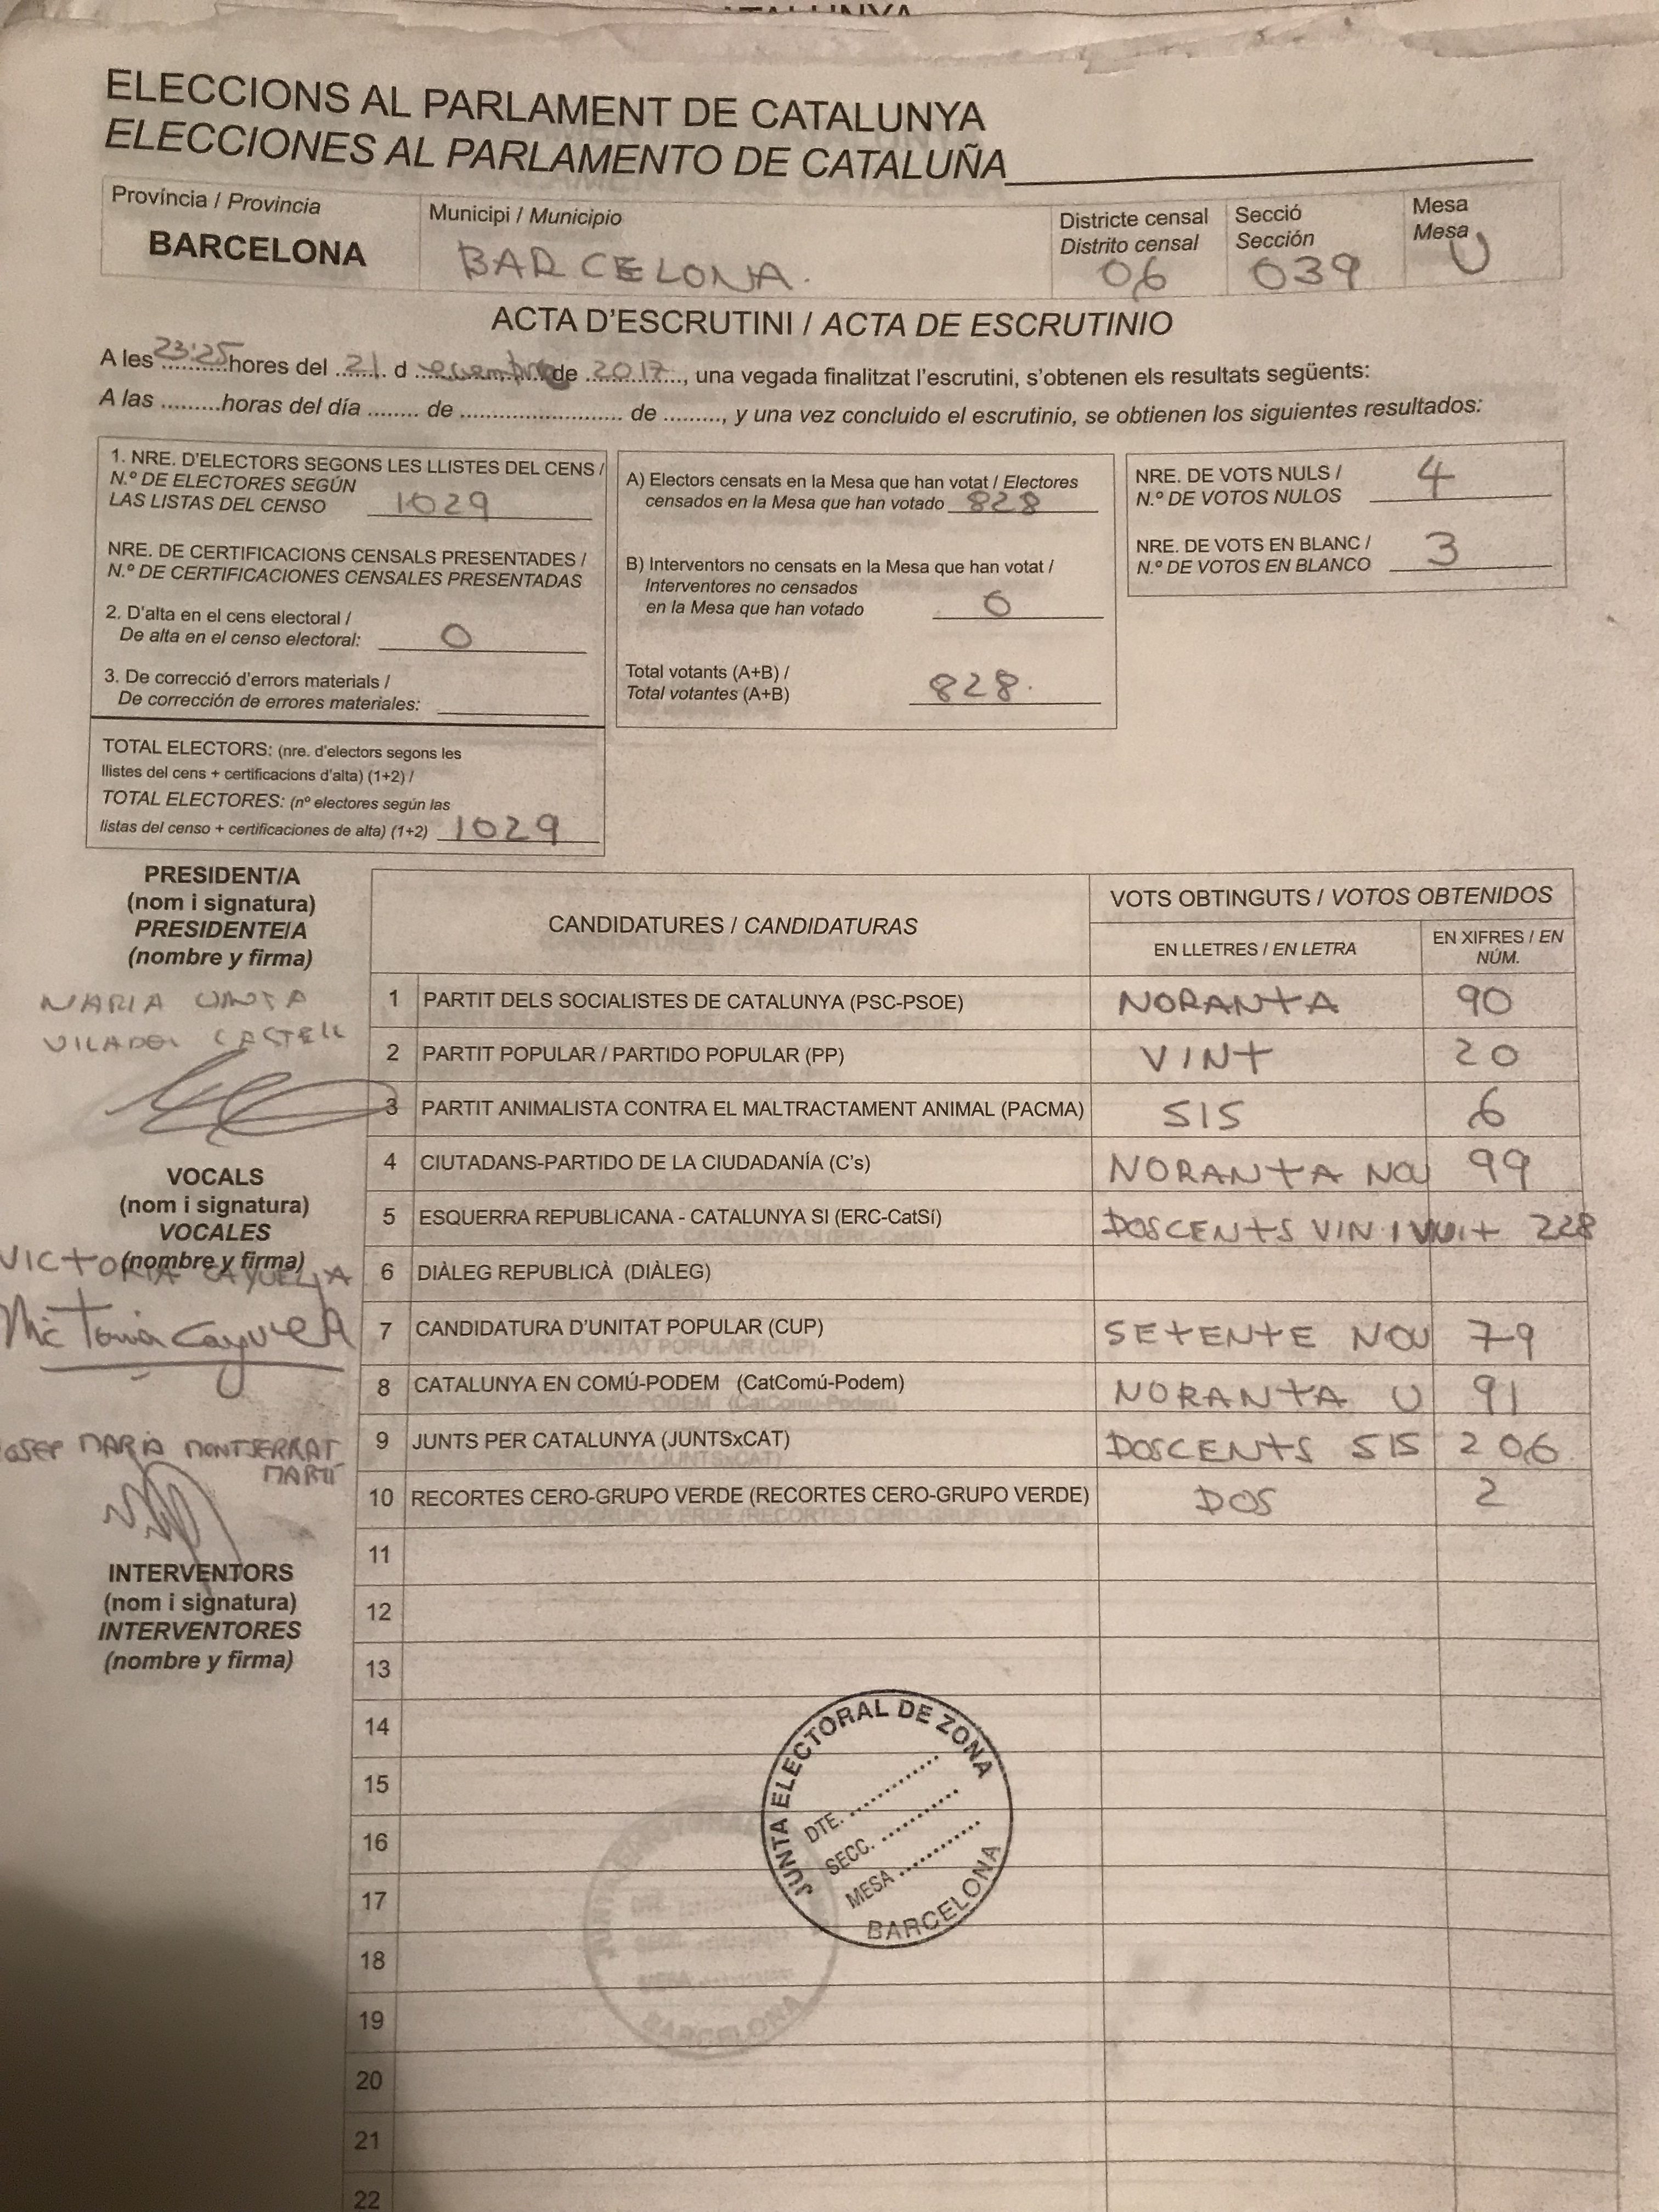 ELECCIONS AL PARLAMENT DE CATALUNYA
ELECCIONES AL PARLAMENTO DE CATALUÑA
Província / Provincia
BARCELONA
Municipi / Municipio
BARCELONA.
Districte censal
Distrito censal
06
Secció
Sección
039
Mesa
Mesa
U
ACTA D'ESCRUTINI / ACTA DE ESCRUTINIO
A les 23:25 hores del 21 d de 2017, una vegada finalitzat l'escrutini, s'obtenen els resultats següents:
A las .........horas del día ........ de .......................... de ........., y una vez concluido el escrutinio, se obtienen los siguientes resultados:
1. NRE. D'ELECTORS SEGONS LES LLISTES DEL CENS /
N.º DE ELECTORES SEGÚN
LAS LISTAS DEL CENSO 1029
NRE. DE CERTIFICACIONS CENSALS PRESENTADES /
N.º DE CERTIFICACIONES CENSALES PRESENTADAS
2. D'alta en el cens electoral /
De alta en el censo electoral: 0
3. De correcció d'errors materials /
De corrección de errores materiales:
TOTAL ELECTORS: (nre. d'electors segons les
llistes del cens + certificacions d'alta) (1+2) /
TOTAL ELECTORES: (nº electores según las
listas del censo + certificaciones de alta) (1+2) 1029
A) Electors censats en la Mesa que han votat / Electores
censados en la Mesa que han votado 828
B) Interventors no censats en la Mesa que han votat /
Interventores no censados
en la Mesa que han votado 0
Total votants (A+B) /
Total votantes (A+B) 828.
NRE. DE VOTS NULS /
N.º DE VOTOS NULOS 4
NRE. DE VOTS EN BLANC /
N.º DE VOTOS EN BLANCO 3
PRESIDENT/A
(nom i signatura)
PRESIDENTE/A
(nombre y firma)
MARIA
CASTELL
VOCALS
(nom i signatura)
VOCALES
(nombre y firma)
VICTORIA CAYUELA
Victoria Cayuela
JOSEP MARIA MONTSERRAT
MARTÍ
INTERVENTORS
(nom i signatura)
INTERVENTORES
(nombre y firma)
CANDIDATURES / CANDIDATURAS
VOTS OBTINGUTS / VOTOS OBTENIDOS
EN LLETRES / EN LETRA
EN XIFRES / EN
NÚM.
1 PARTIT DELS SOCIALISTES DE CATALUNYA (PSC-PSOE) NORANTA 90
2 PARTIT POPULAR / PARTIDO POPULAR (PP) VINT 20
3 PARTIT ANIMALISTA CONTRA EL MALTRACTAMENT ANIMAL (PACMA) SIS 6
4 CIUTADANS-PARTIDO DE LA CIUDADANÍA (C's) NORANTA NOU 99
5 ESQUERRA REPUBLICANA - CATALUNYA SI (ERC-CatSí) DOSCENTS VIN I VUIT 228
6 DIÀLEG REPUBLICÀ (DIÀLEG)
7 CANDIDATURA D'UNITAT POPULAR (CUP) SETENTE NOU 79
8 CATALUNYA EN COMÚ-PODEM (CatComú-Podem) NORANTA U 91
9 JUNTS PER CATALUNYA (JUNTSxCAT) DOSCENTS SIS 206
10 RECORTES CERO-GRUPO VERDE (RECORTES CERO-GRUPO VERDE) DOS 2
11
12
13
14
15
16
17
18
19
20
21
22
JUNTA ELECTORAL DE ZONA
DTE. ................
SECC. ..............
MESA ..............
BARCELONA